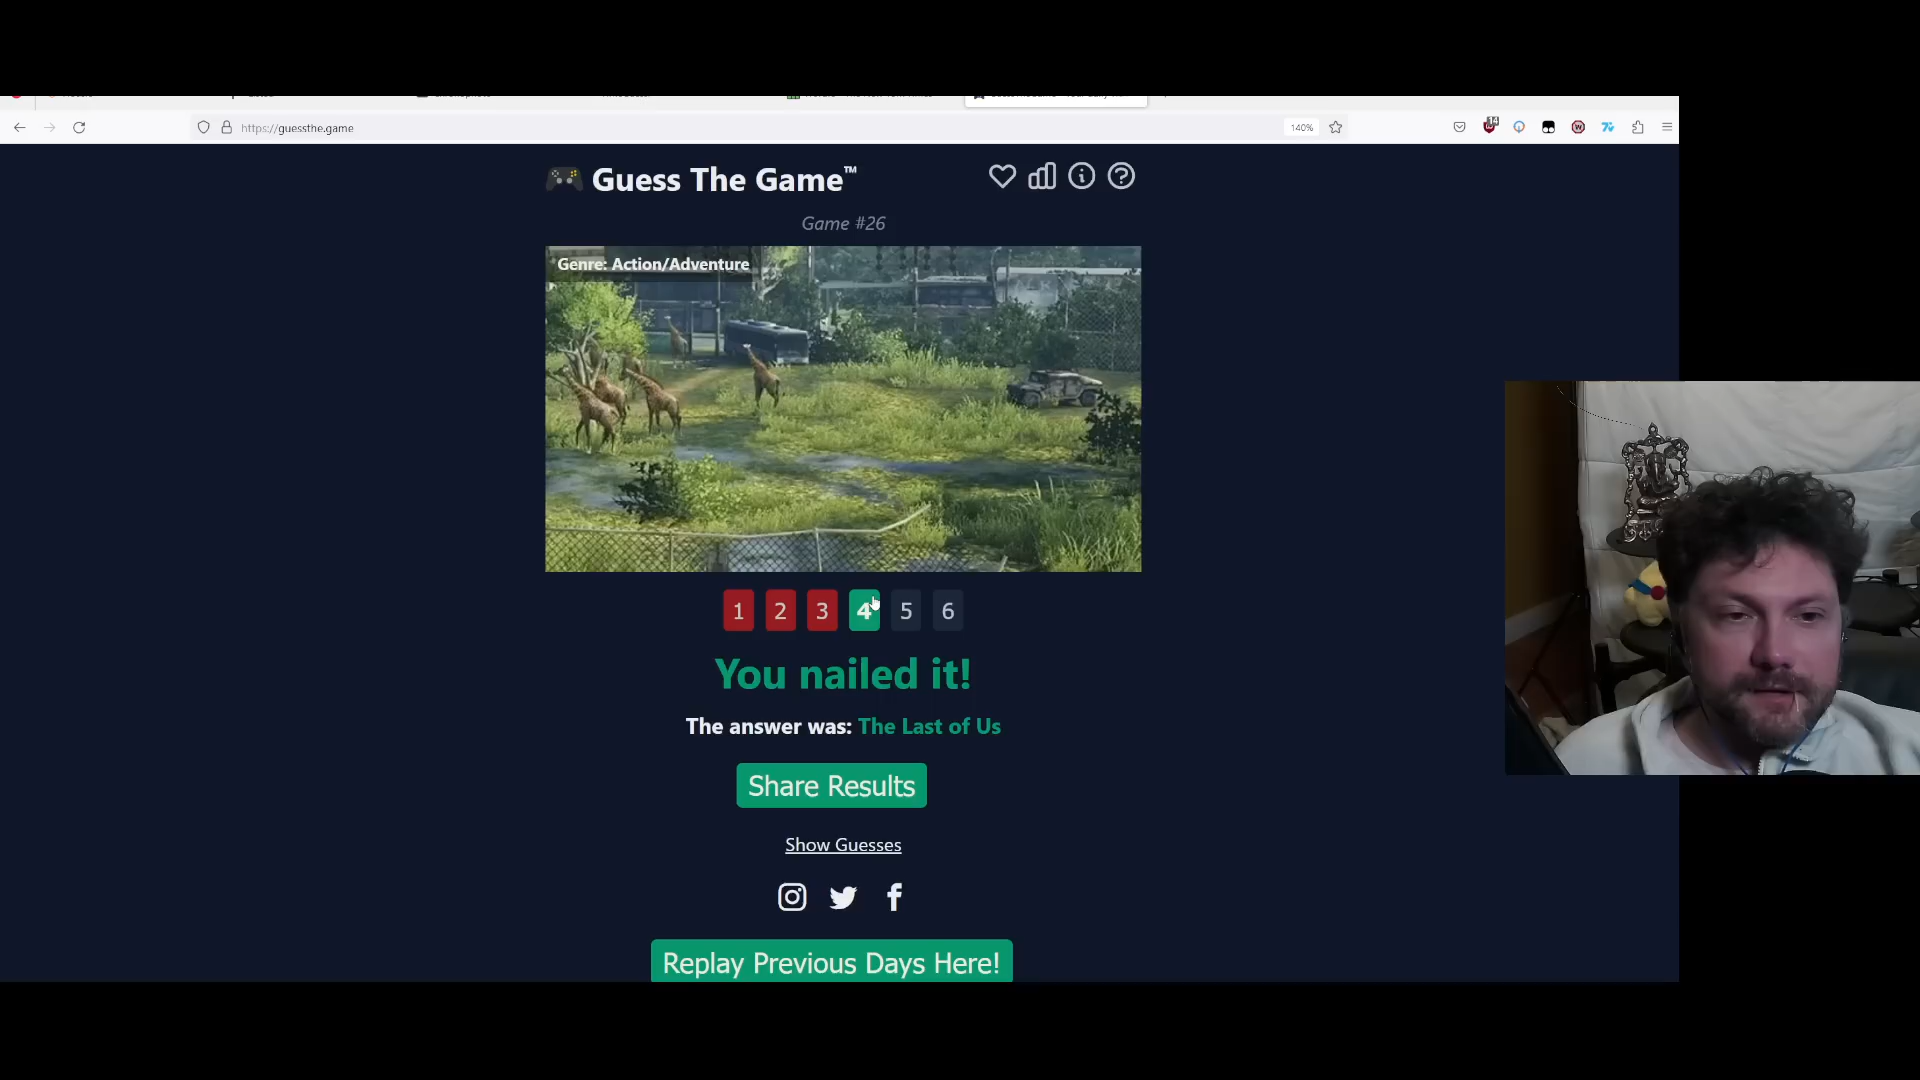 https://guessthe.game
140%
14
Guess The Game™
Game #26
Genre: Action/Adventure
1 2 3 4 5 6
You nailed it!
The answer was: The Last of Us
Share Results
Show Guesses
Replay Previous Days Here!